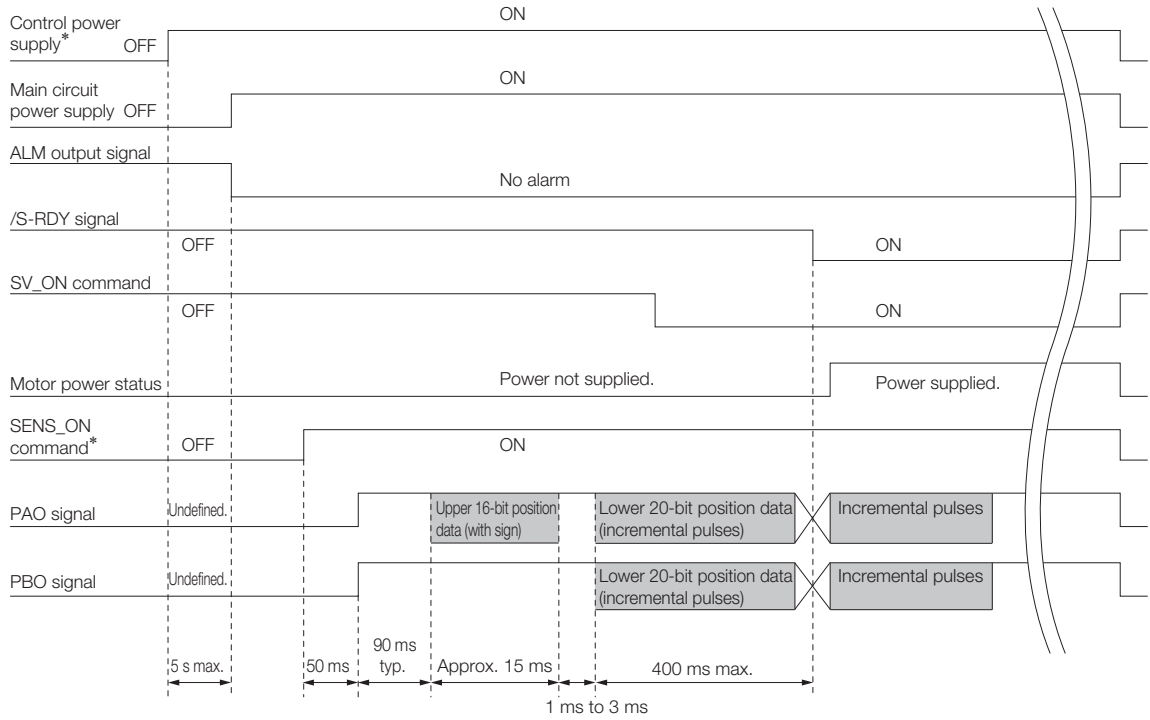 ON
Control power
supply* OFF
ON
Main circuit
power supply OFF
ALM output signal
No alarm
/S-RDY signal
OFF ON
SV_ON command
OFF ON
Motor power status Power not supplied. Power supplied.
SENS_ON
command* OFF ON
PAO signal Undefined. Upper 16-bit position
data (with sign) Lower 20-bit position data
(incremental pulses) Incremental pulses
PBO signal Undefined. Lower 20-bit position data
(incremental pulses) Incremental pulses
5 s max. 50 ms 90 ms
typ. Approx. 15 ms 400 ms max.
1 ms to 3 ms